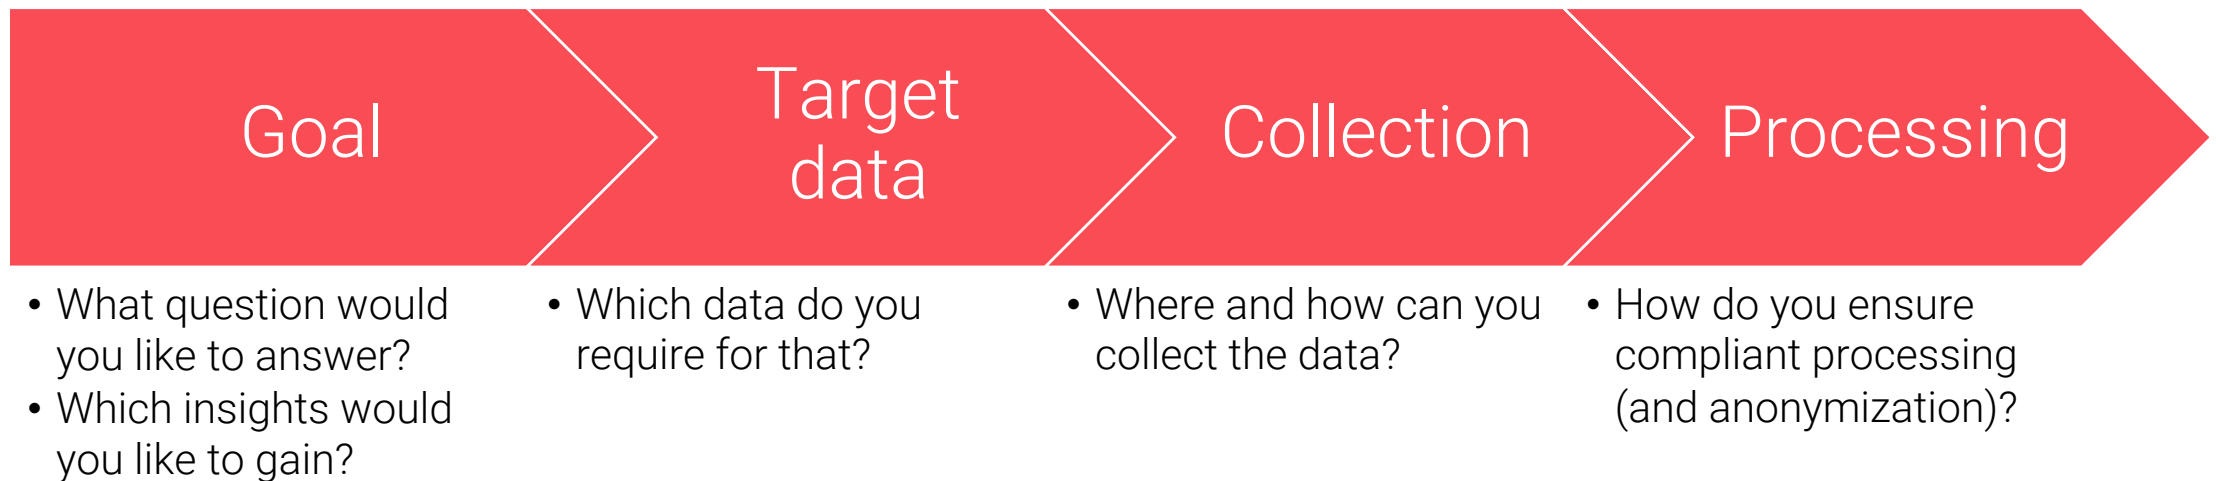 Goal
Target
data
Collection
Processing
• What question would
you like to answer?
• Which insights would
you like to gain?
• Which data do you
require for that?
• Where and how can you
collect the data?
• How do you ensure
compliant processing
(and anonymization)?